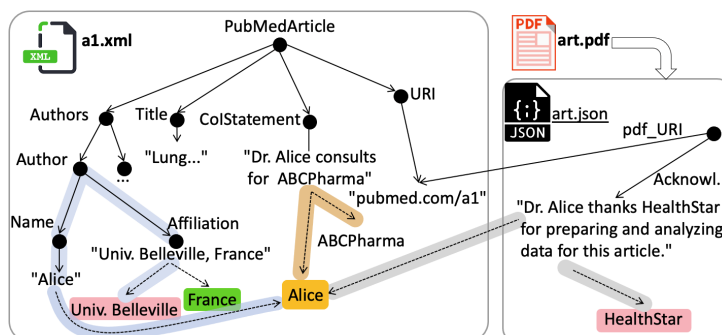 XML
a1.xml
PubMedArticle
PDF
art.pdf
{;}
JSON
art.json
URI
Authors
Title
CoIStatement
pdf_URI
Author
...
"Lung..."
"Dr. Alice consults
for ABCPharma"
"pubmed.com/a1"
Acknowl.
Name
Affiliation
"Univ. Belleville, France"
ABCPharma
"Dr. Alice thanks HealthStar
for preparing and analyzing
data for this article."
"Alice"
Univ. Belleville
France
Alice
HealthStar